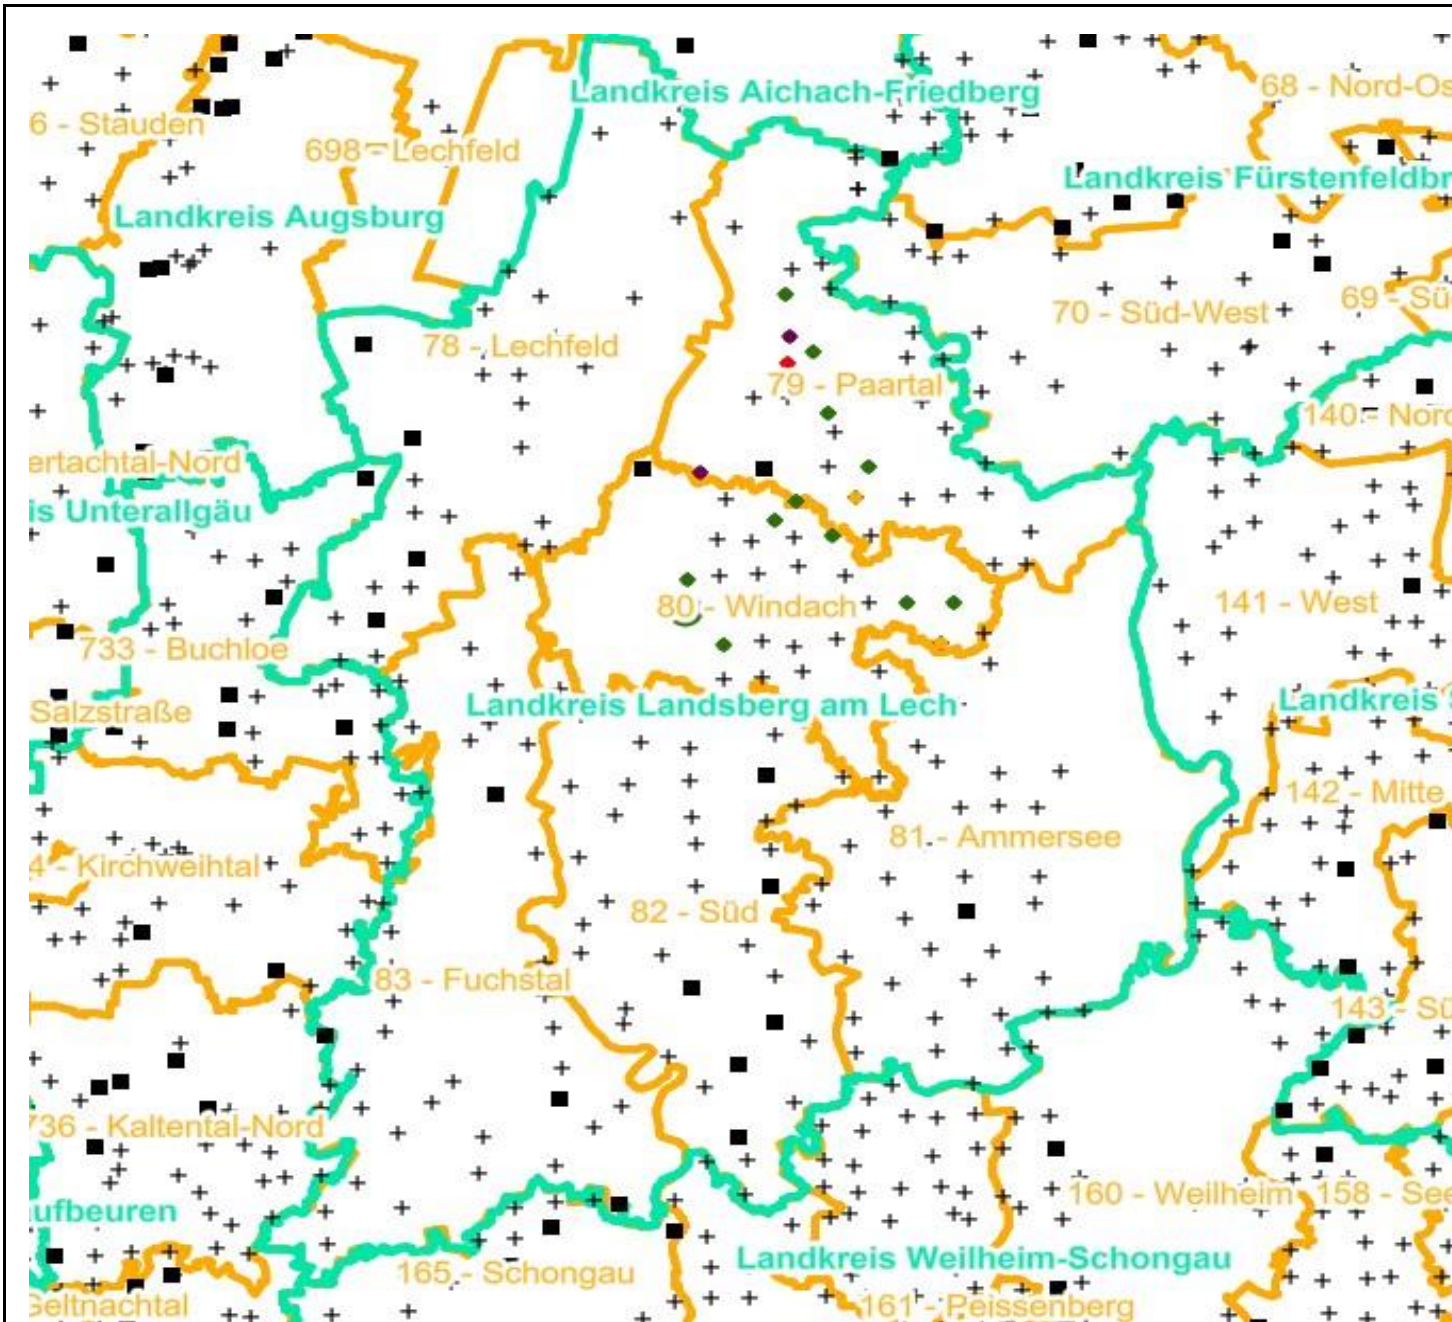 Landkreis Aichach-Friedberg
68 - Nord-Os
6 - Stauden
698 - Lechfeld
Landkreis Fürstenfeldbr
Landkreis Augsburg
69 - Sü
70 - Süd-West
78 - Lechfeld
79 - Paartal
140 - Nord
ertachtal-Nord
is Unterallgäu
80 - Windach
141 - West
733 - Buchloe
Landkreis
Landkreis Landsberg am Lech
Salzstraße
142 - Mitte
81 - Ammersee
4 - Kirchweihtal
82 - Süd
83 - Fuchstal
143 - Sü
736 - Kaltental-Nord
160 - Weilheim
158 - See
ufbeuren
Landkreis Weilheim-Schongau
165 - Schongau
Geltnachtal
161 - Peissenberg